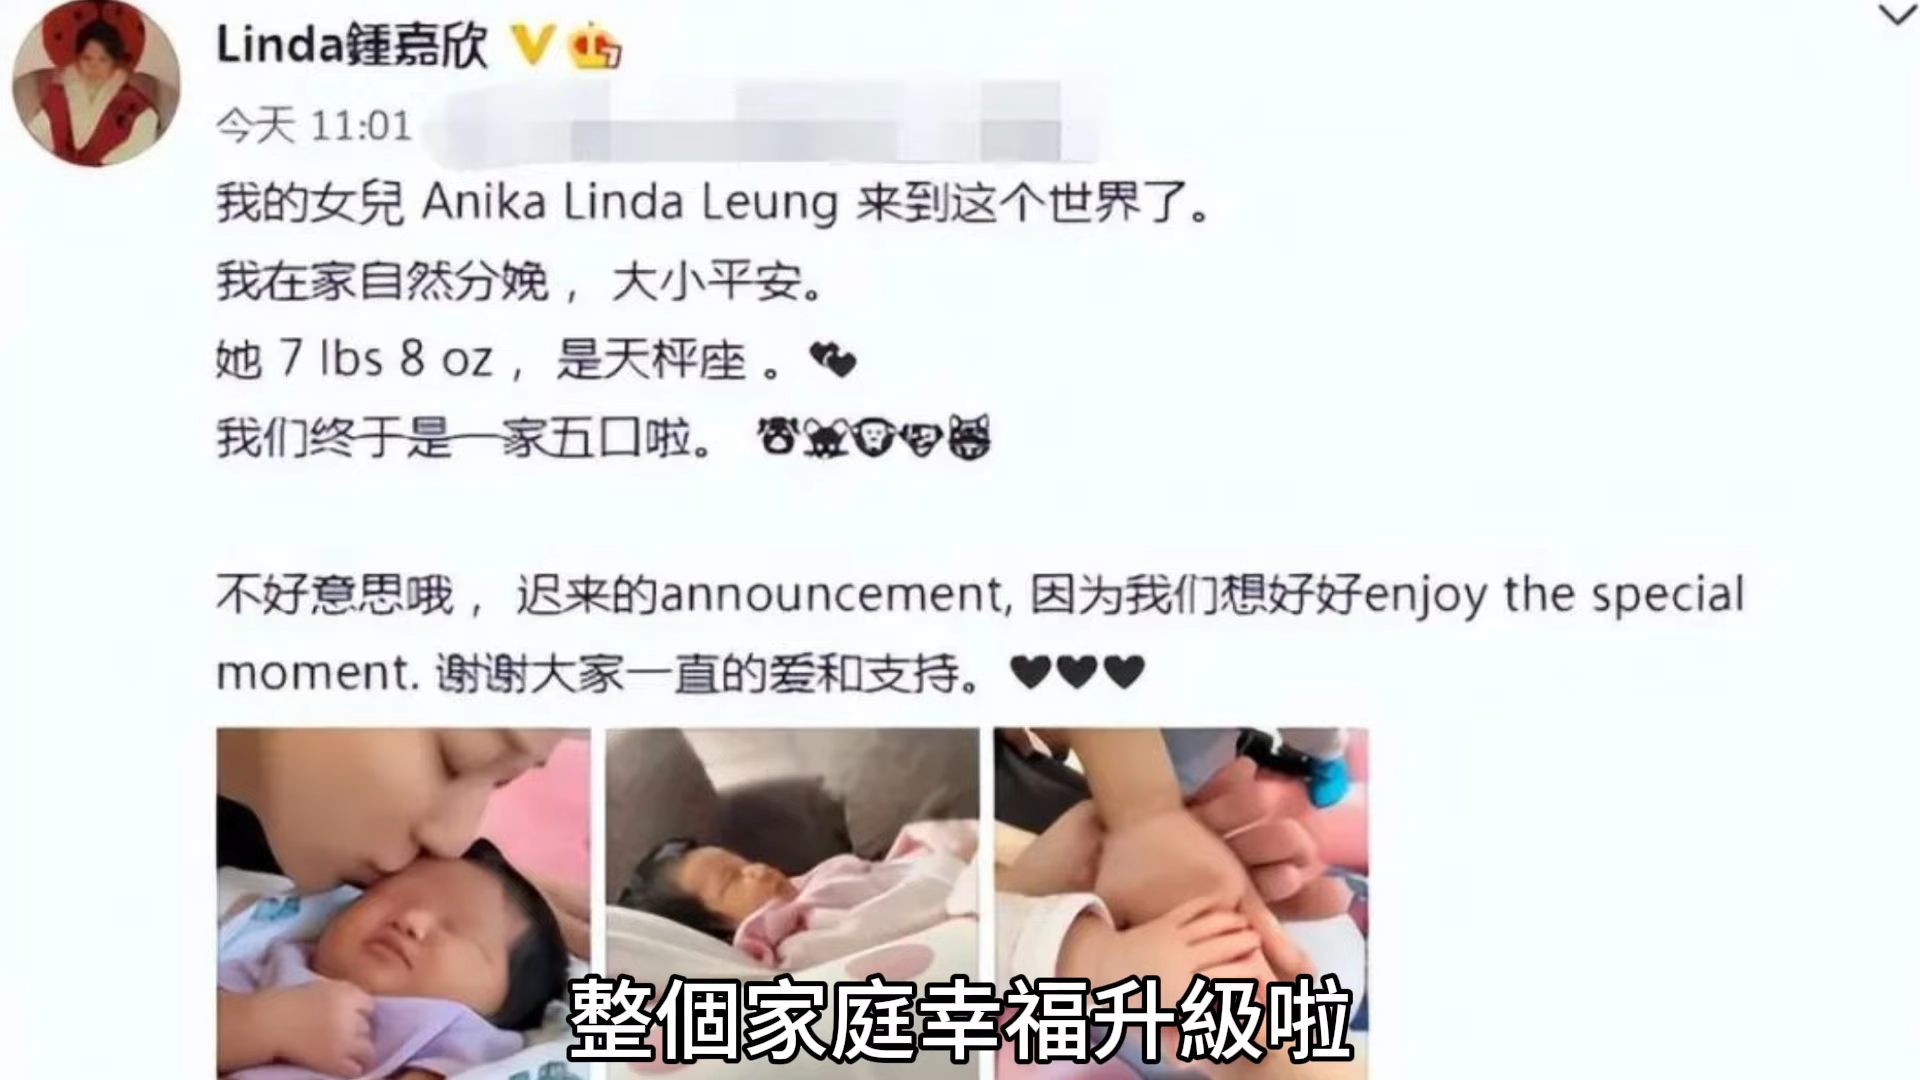 Linda鍾嘉欣
今天 11:01
我的女兒 Anika Linda Leung 来到这个世界了。
我在家自然分娩，大小平安。
她 7 lbs 8 oz，是天枰座 。
我们终于是一家五口啦。
不好意思哦，迟来的announcement, 因为我们想好好enjoy the special
moment. 谢谢大家一直的爱和支持。
整個家庭幸福升級啦